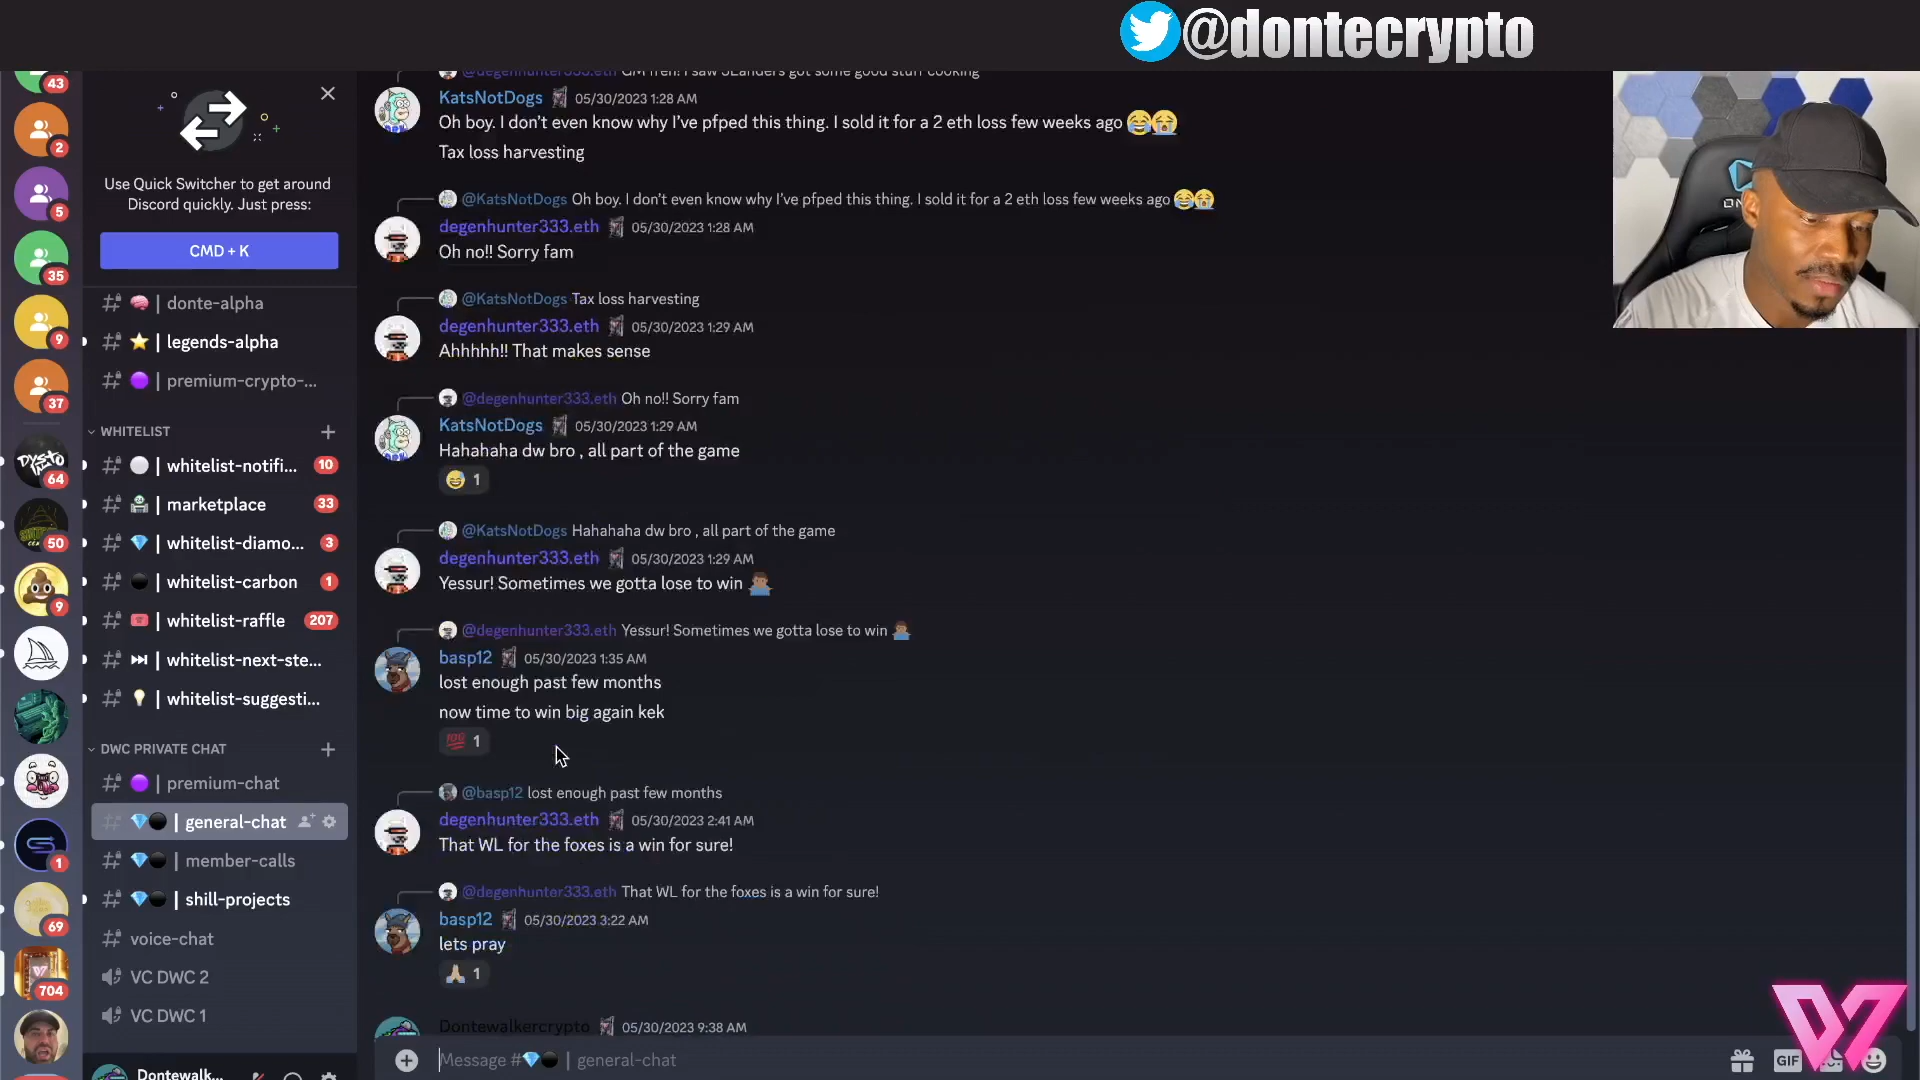 @dontecrypto
43
2
5
35
9
37
DYSTO
64
50
9
1
69
704
Use Quick Switcher to get around
Discord quickly. Just press:
CMD + K
donte-alpha
| legends-alpha
| premium-crypto-...
WHITELIST
| whitelist-notifi... 10
| marketplace 33
| whitelist-diamo... 3
| whitelist-carbon 1
| whitelist-raffle 207
| whitelist-next-ste...
| whitelist-suggesti...
DWC PRIVATE CHAT
| premium-chat
| general-chat
| member-calls
| shill-projects
voice-chat
VC DWC 2
VC DWC 1
Dontewalk...
@degenhunter333.eth GM fren! I saw 3Landers got some good stuff cooking
KatsNotDogs 05/30/2023 1:28 AM
Oh boy. I don't even know why I've pfped this thing. I sold it for a 2 eth loss few weeks ago 😂😭
Tax loss harvesting
@KatsNotDogs Oh boy. I don't even know why I've pfped this thing. I sold it for a 2 eth loss few weeks ago 😂😭
degenhunter333.eth 05/30/2023 1:28 AM
Oh no!! Sorry fam
@KatsNotDogs Tax loss harvesting
degenhunter333.eth 05/30/2023 1:29 AM
Ahhhhh!! That makes sense
@degenhunter333.eth Oh no!! Sorry fam
KatsNotDogs 05/30/2023 1:29 AM
Hahahaha dw bro , all part of the game
😅 1
@KatsNotDogs Hahahaha dw bro , all part of the game
degenhunter333.eth 05/30/2023 1:29 AM
Yessur! Sometimes we gotta lose to win
@degenhunter333.eth Yessur! Sometimes we gotta lose to win
basp12 05/30/2023 1:35 AM
lost enough past few months
now time to win big again kek
💯 1
@basp12 lost enough past few months
degenhunter333.eth 05/30/2023 2:41 AM
That WL for the foxes is a win for sure!
@degenhunter333.eth That WL for the foxes is a win for sure!
basp12 05/30/2023 3:22 AM
lets pray
🙏🏼 1
Dontewalkercrypto 05/30/2023 9:38 AM
Message #💎⚫ | general-chat
GIF